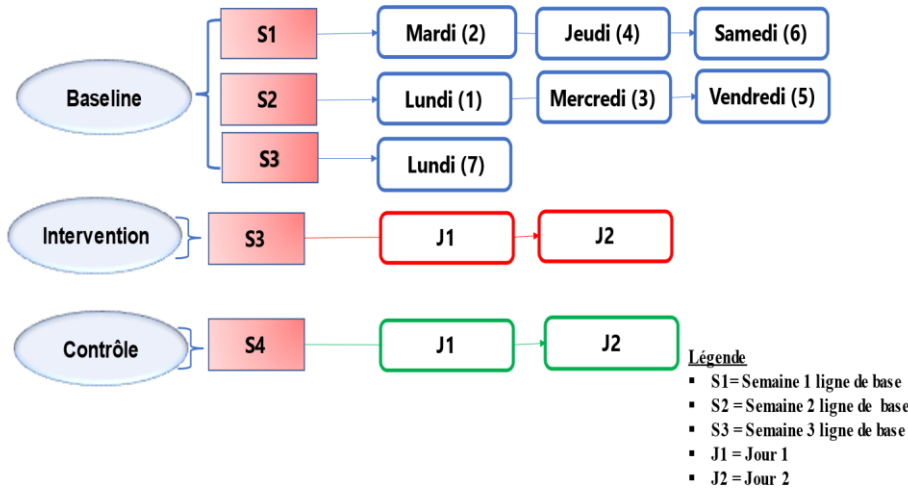 S1
Mardi (2)
Jeudi (4)
Samedi (6)
Baseline
S2
Lundi (1)
Mercredi (3)
Vendredi (5)
S3
Lundi (7)
Intervention
S3
J1
J2
Contrôle
S4
J1
J2
Légende
▪ S1= Semaine 1 ligne de base
▪ S2 = Semaine 2 ligne de base
▪ S3 = Semaine 3 ligne de base
▪ J1 = Jour 1
▪ J2 = Jour 2